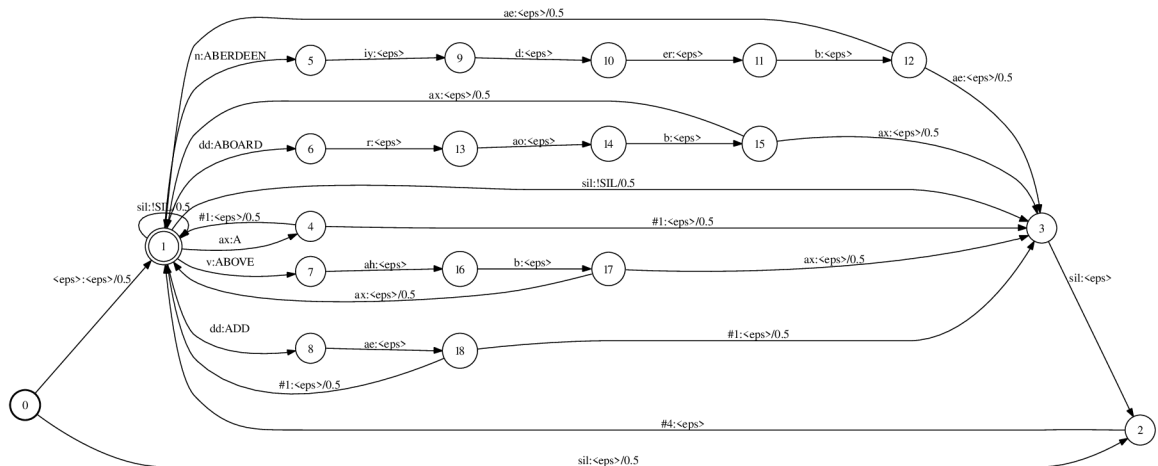 ae:<eps>/0.5
n:ABERDEEN
5
iy:<eps>
9
d:<eps>
10
er:<eps>
11
b:<eps>
12
ae:<eps>/0.5
ax:<eps>/0.5
dd:ABOARD
6
r:<eps>
13
ao:<eps>
14
b:<eps>
15
ax:<eps>/0.5
sil:!SIL/0.5
sil:!SIL/0.5
#1:<eps>/0.5
4
#1:<eps>/0.5
3
1
ax:A
v:ABOVE
7
ah:<eps>
16
b:<eps>
17
ax:<eps>/0.5
<eps>:<eps>/0.5
ax:<eps>/0.5
sil:<eps>
dd:ADD
8
ae:<eps>
18
#1:<eps>/0.5
#1:<eps>/0.5
0
#4:<eps>
2
sil:<eps>/0.5